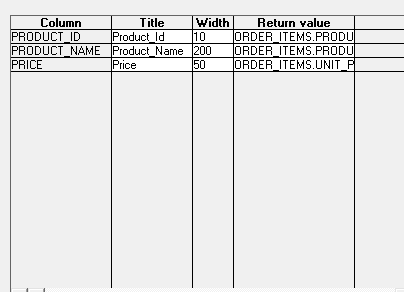 Column Title Width Return value
PRODUCT_ID Product_Id 10 ORDER_ITEMS.PRODU
PRODUCT_NAME Product_Name 200 ORDER_ITEMS.PRODU
PRICE Price 50 ORDER_ITEMS.UNIT_P